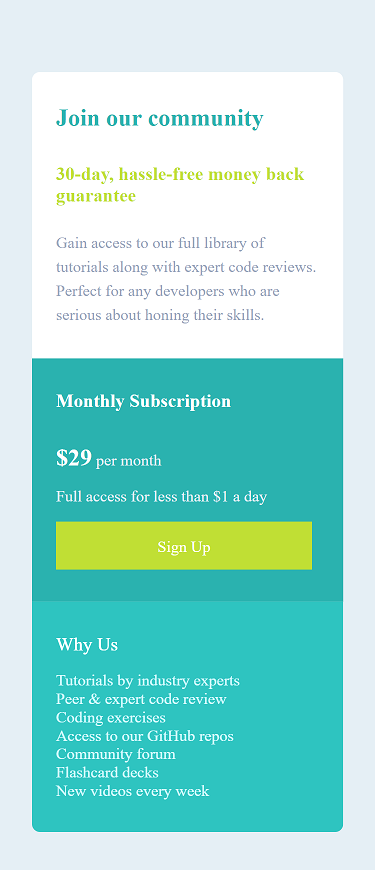 Join our community
30-day, hassle-free money back
guarantee
Gain access to our full library of
tutorials along with expert code reviews.
Perfect for any developers who are
serious about honing their skills.
Monthly Subscription
$29 per month
Full access for less than $1 a day
Sign Up
Why Us
Tutorials by industry experts
Peer & expert code review
Coding exercises
Access to our GitHub repos
Community forum
Flashcard decks
New videos every week